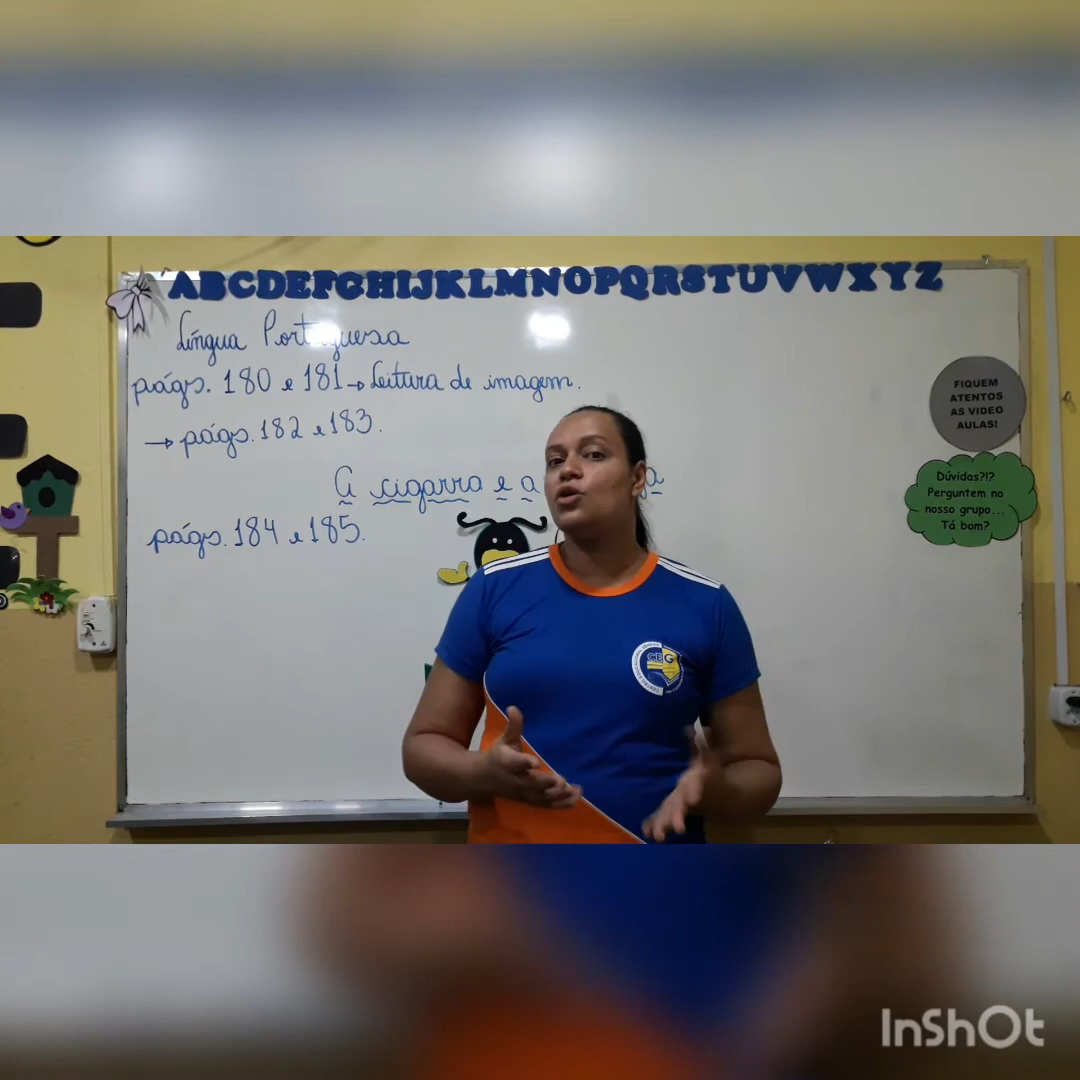 ABCDEFGHIJKLMNOPQRSTUVWXYZ
Língua Portuguesa
págs. 180 e 181 → Leitura de imagem.
→ págs. 182 e 183.
A cigarra e a
págs. 184 e 185.
FIQUEM
ATENTOS
AS VIDEO
AULAS!
Dúvidas?!?
Perguntem no
nosso grupo...
Tá bom?
CEG
InShOt